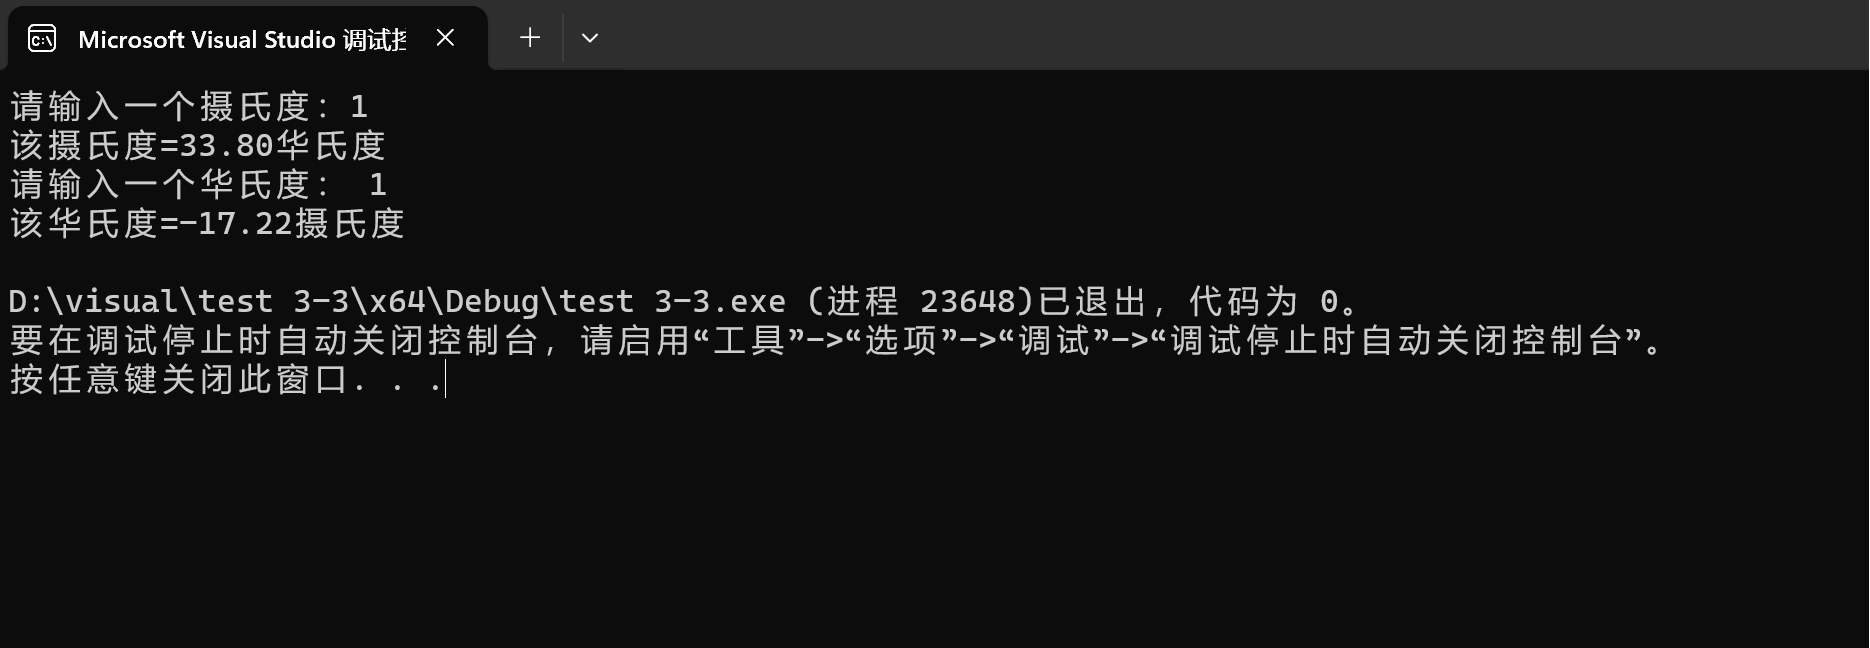 Microsoft Visual Studio 调试
请输入一个摄氏度：1
该摄氏度=33.80华氏度
请输入一个华氏度： 1
该华氏度=-17.22摄氏度
D:\visual\test 3-3\x64\Debug\test 3-3.exe (进程 23648)已退出，代码为 0。
要在调试停止时自动关闭控制台，请启用“工具”->“选项”->“调试”->“调试停止时自动关闭控制台”。
按任意键关闭此窗口. . .